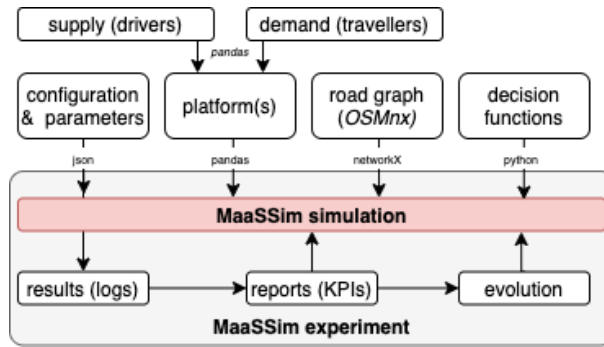 supply (drivers)
demand (travellers)
pandas
configuration
& parameters
platform(s)
road graph
(OSMnx)
decision
functions
json
pandas
networkX
python
MaaSSim simulation
results (logs)
reports (KPIs)
evolution
MaaSSim experiment